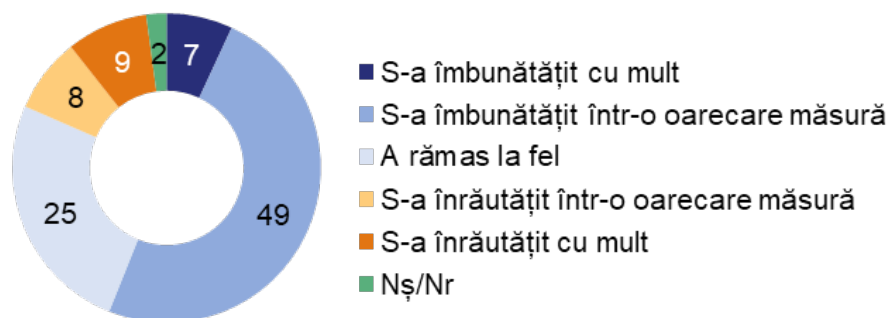 2
7
9
8
25
49
S-a îmbunătățit cu mult
S-a îmbunătățit într-o oarecare măsură
A rămas la fel
S-a înrăutățit într-o oarecare măsură
S-a înrăutățit cu mult
Nș/Nr